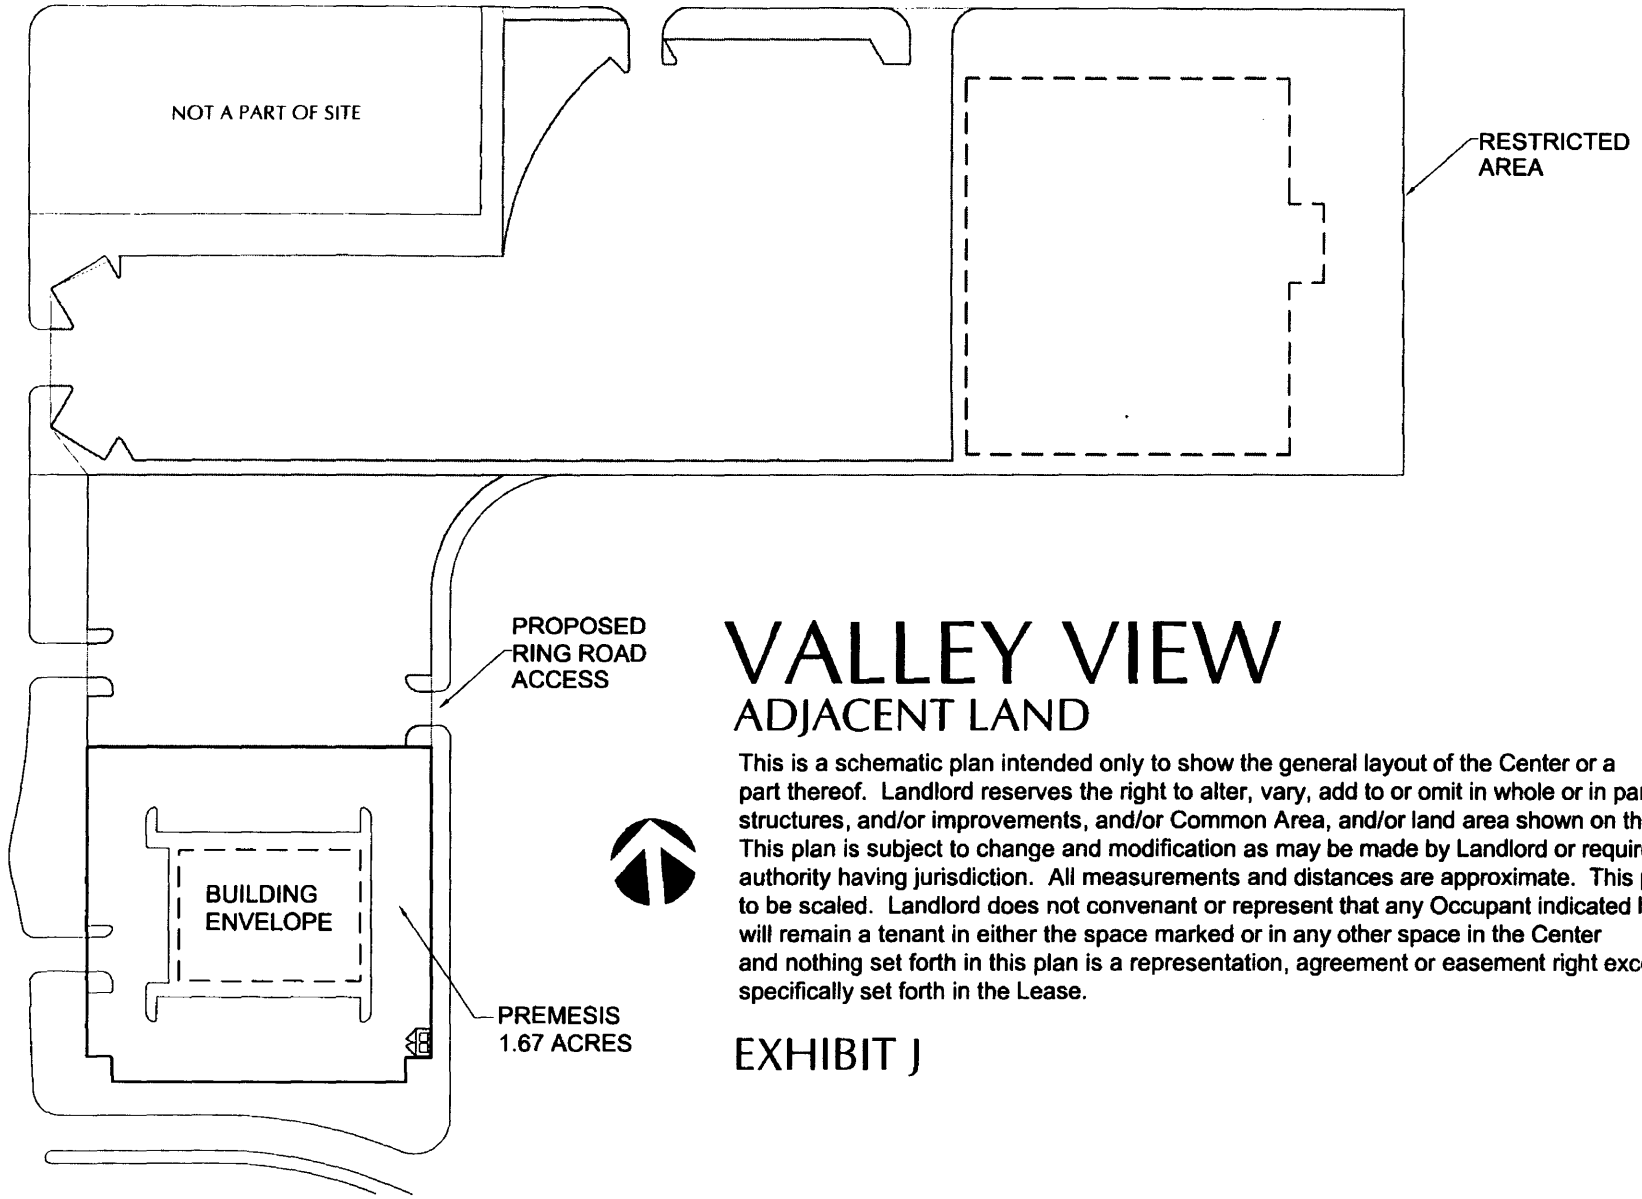 NOT A PART OF SITE
RESTRICTED
AREA
PROPOSED
RING ROAD
ACCESS
VALLEY VIEW
ADJACENT LAND
This is a schematic plan intended only to show the general layout of the Center or a
part thereof. Landlord reserves the right to alter, vary, add to or omit in whole or in par
structures, and/or improvements, and/or Common Area, and/or land area shown on th
This plan is subject to change and modification as may be made by Landlord or requir
authority having jurisdiction. All measurements and distances are approximate. This
to be scaled. Landlord does not convenant or represent that any Occupant indicated
will remain a tenant in either the space marked or in any other space in the Center
and nothing set forth in this plan is a representation, agreement or easement right exc
specifically set forth in the Lease.
BUILDING
ENVELOPE
PREMESIS
1.67 ACRES
EXHIBIT J